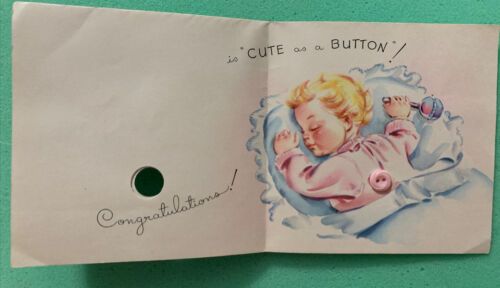 is "CUTE as a BUTTON"!
Congratulations!